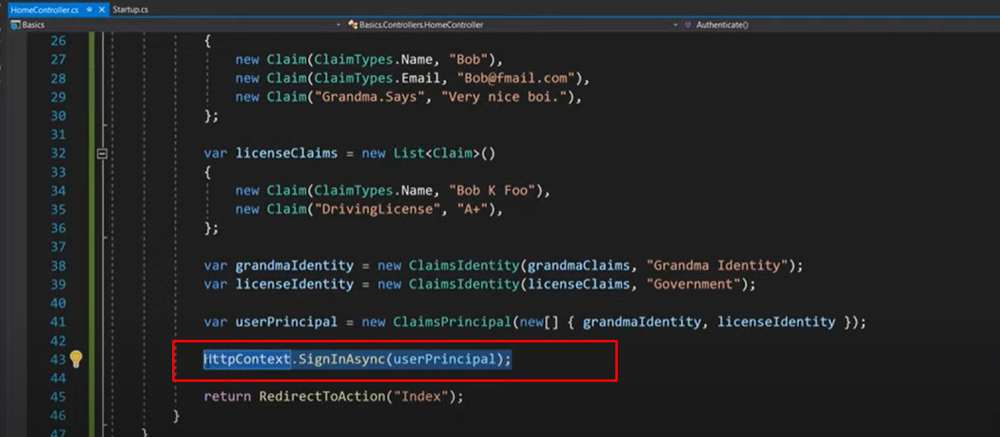 HomeController.cs Startup.cs
Basics Basics.Controllers.HomeController Authenticate()
26 {
27 new Claim(ClaimTypes.Name, "Bob"),
28 new Claim(ClaimTypes.Email, "Bob@fmail.com"),
29 new Claim("Grandma.Says", "Very nice boi."),
30 };
31
32 var licenseClaims = new List<Claim>()
33 {
34 new Claim(ClaimTypes.Name, "Bob K Foo"),
35 new Claim("DrivingLicense", "A+"),
36 };
37
38 var grandmaIdentity = new ClaimsIdentity(grandmaClaims, "Grandma Identity");
39 var licenseIdentity = new ClaimsIdentity(licenseClaims, "Government");
40
41 var userPrincipal = new ClaimsPrincipal(new[] { grandmaIdentity, licenseIdentity });
42
43 HttpContext.SignInAsync(userPrincipal);
44
45 return RedirectToAction("Index");
46 }
47 }